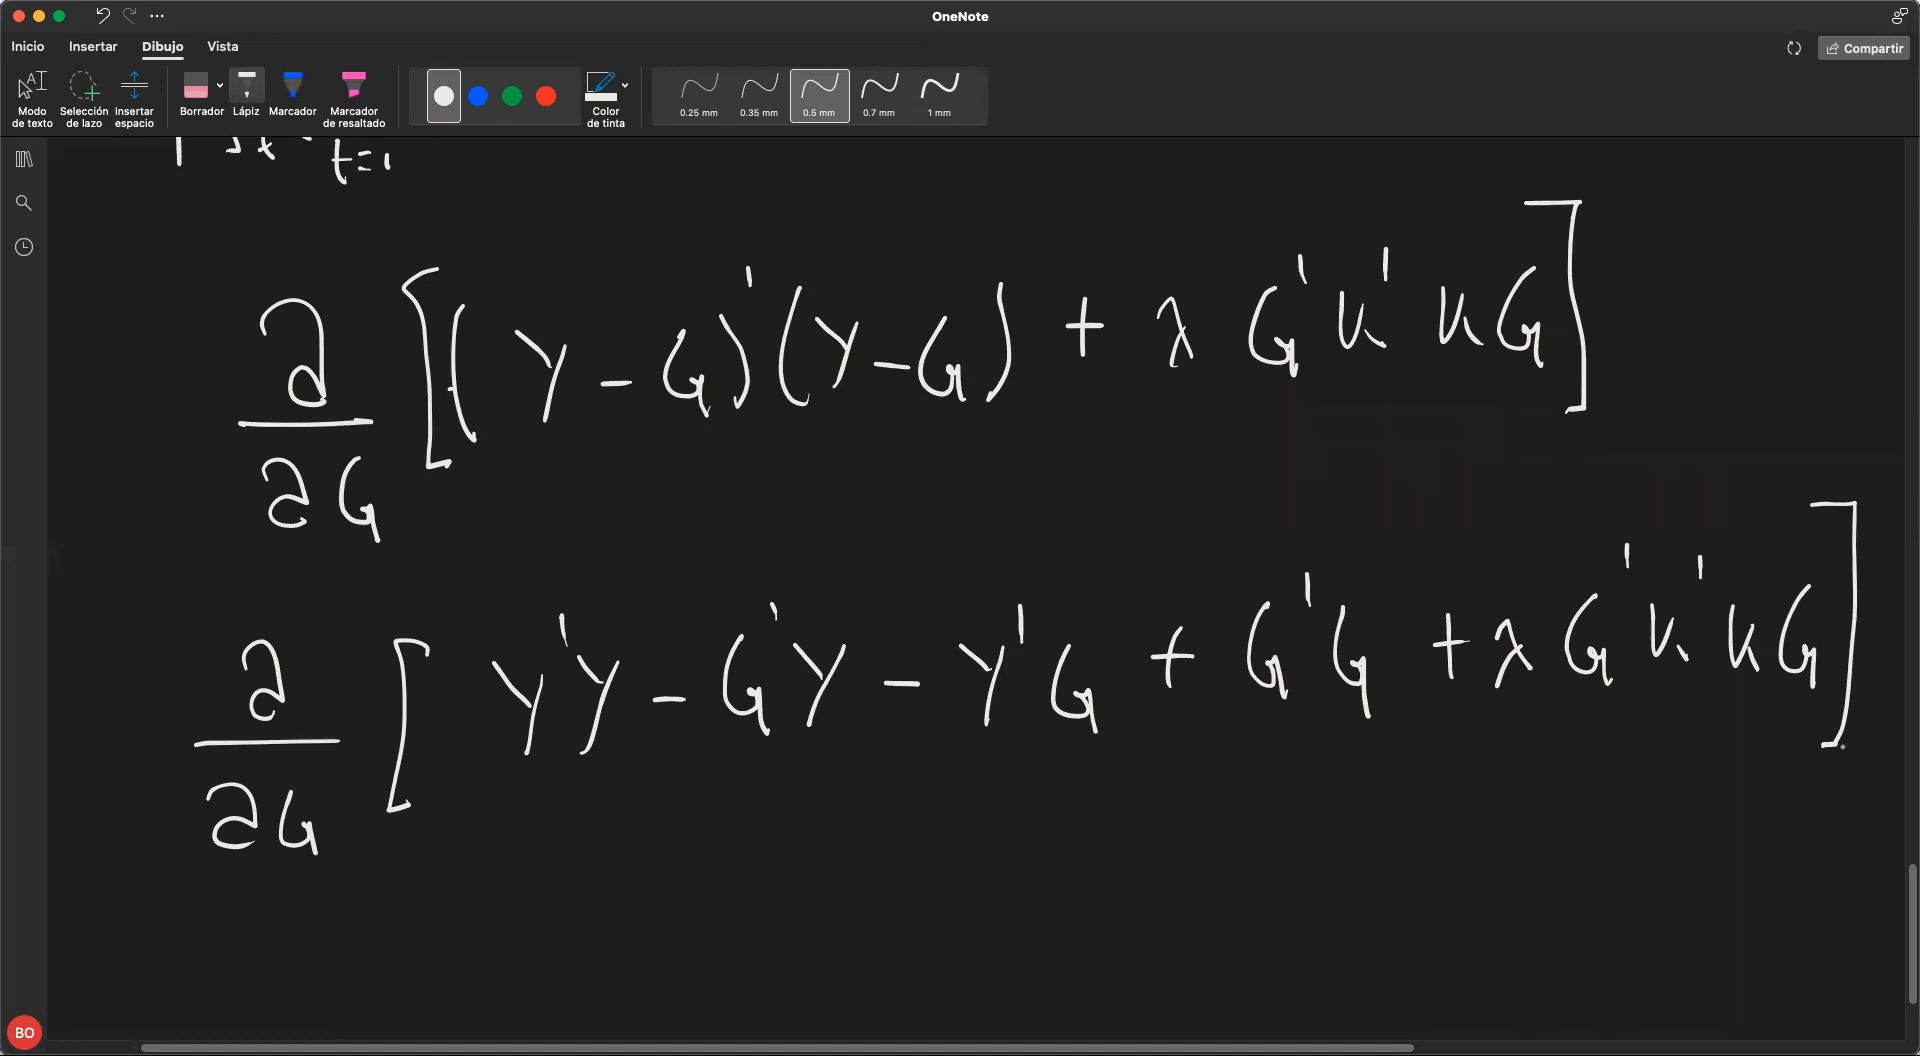 OneNote
Inicio Insertar Dibujo Vista Compartir
Modo de texto Selección de lazo Insertar espacio Borrador Lápiz Marcador Marcador de resaltado Color de tinta 0.25 mm 0.35 mm 0.5 mm 0.7 mm 1 mm
t=1
∂/∂G [(Y - G)'(Y - G) + λ G'K'KG]
∂/∂G [Y'Y - G'Y - Y'G + G'G + λG'K'KG]
BO